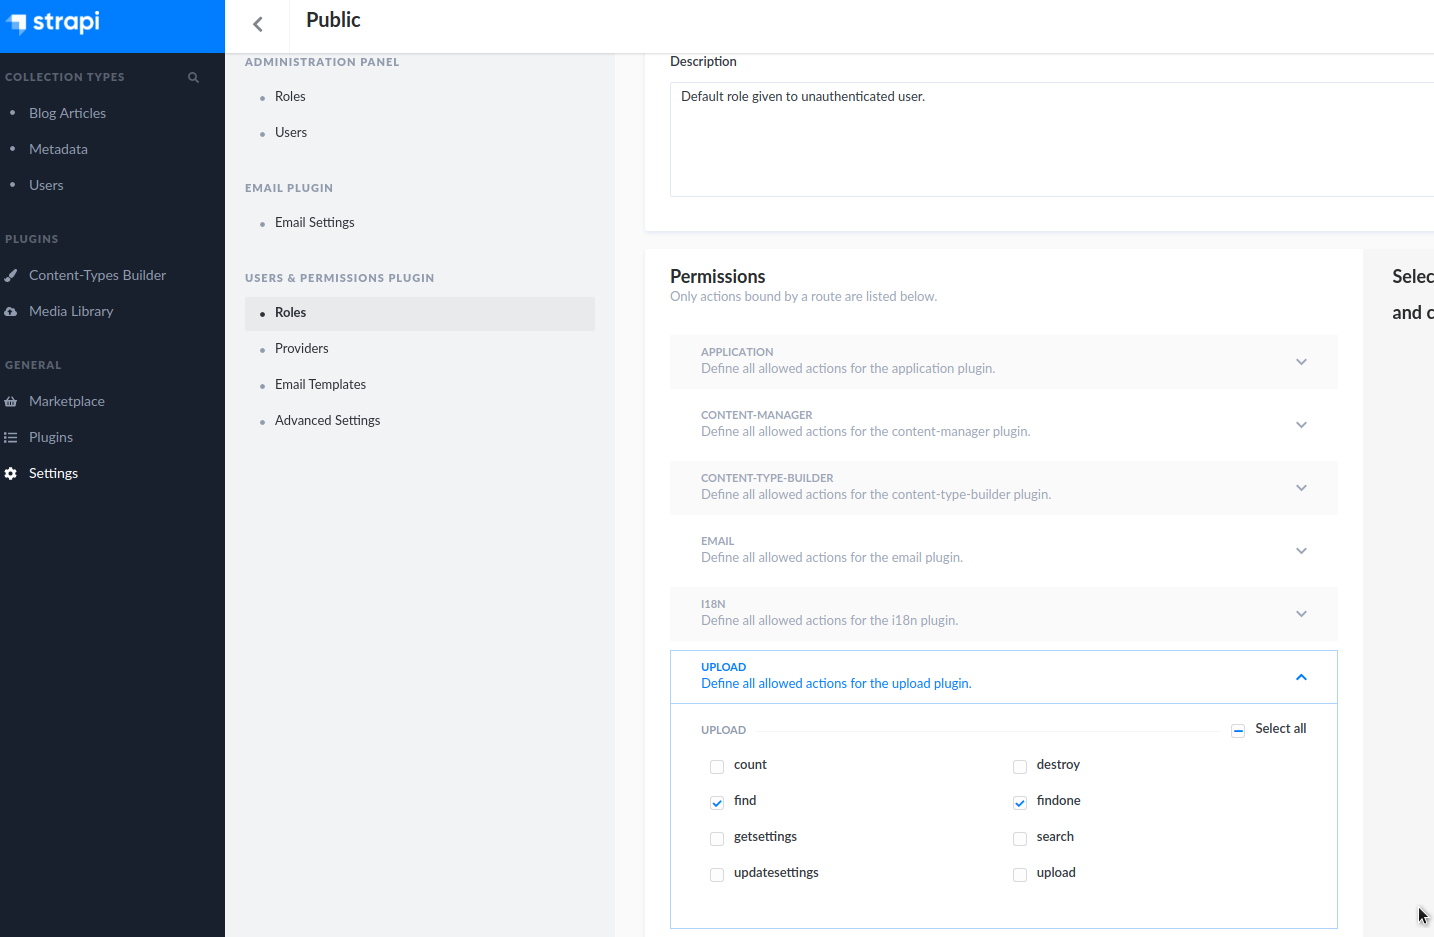 strapi
Public
COLLECTION TYPES
Blog Articles
Metadata
Users
PLUGINS
Content-Types Builder
Media Library
GENERAL
Marketplace
Plugins
Settings
ADMINISTRATION PANEL
Roles
Users
EMAIL PLUGIN
Email Settings
USERS & PERMISSIONS PLUGIN
Roles
Providers
Email Templates
Advanced Settings
Description
Default role given to unauthenticated user.
Permissions
Only actions bound by a route are listed below.
APPLICATION
Define all allowed actions for the application plugin.
CONTENT-MANAGER
Define all allowed actions for the content-manager plugin.
CONTENT-TYPE-BUILDER
Define all allowed actions for the content-type-builder plugin.
EMAIL
Define all allowed actions for the email plugin.
I18N
Define all allowed actions for the i18n plugin.
UPLOAD
Define all allowed actions for the upload plugin.
UPLOAD
Select all
count
destroy
find
findone
getsettings
search
updatesettings
upload
Selec
and c